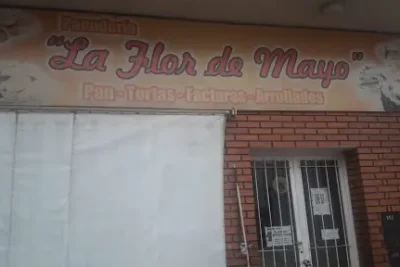 Panadería
"La Flor de Mayo"
Pan - Tortas - Facturas - Arrollados